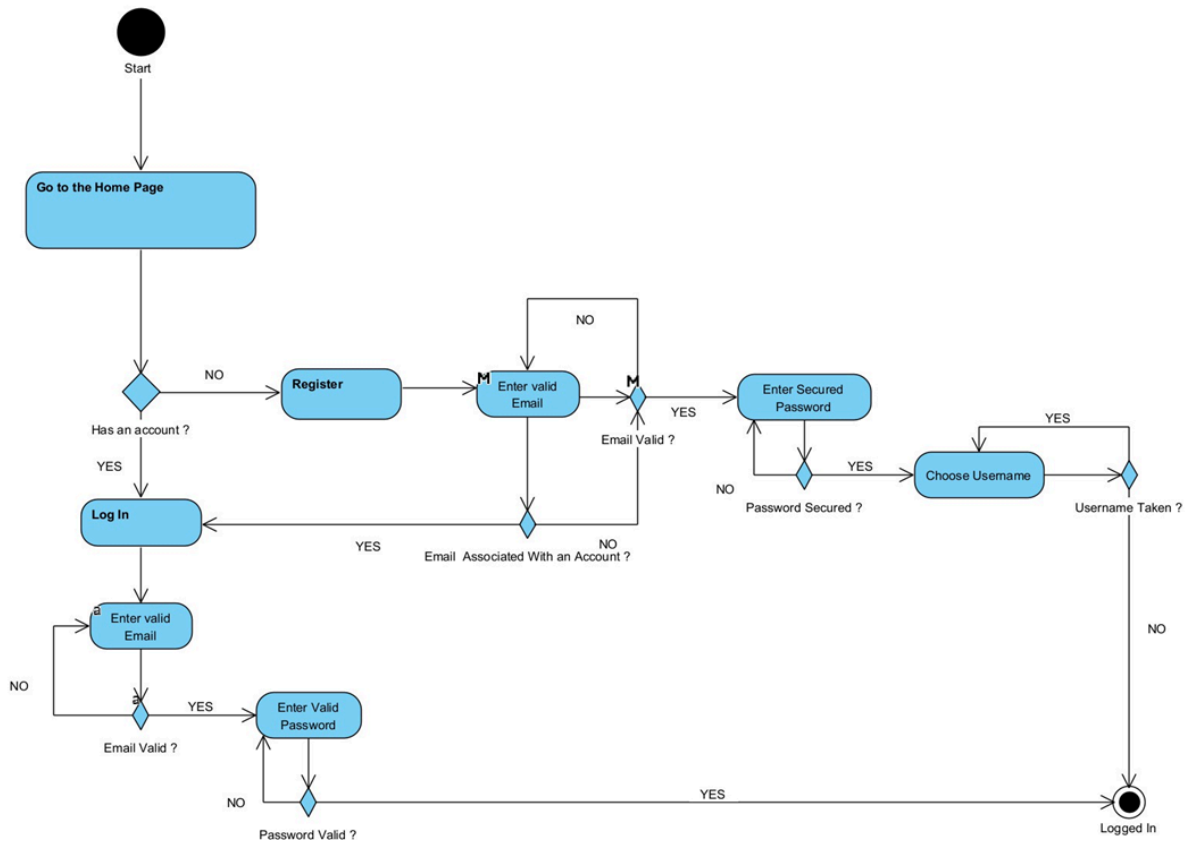 Start
Go to the Home Page
NO
Has an account ?
YES
Register
NO
M
Enter valid
Email
M
Email Valid ?
YES
Enter Secured
Password
NO
YES
Password Secured ?
YES
Choose Username
Username Taken ?
NO
Log In
YES
NO
Email  Associated With an Account ?
a
Enter valid
Email
NO
a
YES
Email Valid ?
Enter Valid
Password
NO
YES
Password Valid ?
Logged In